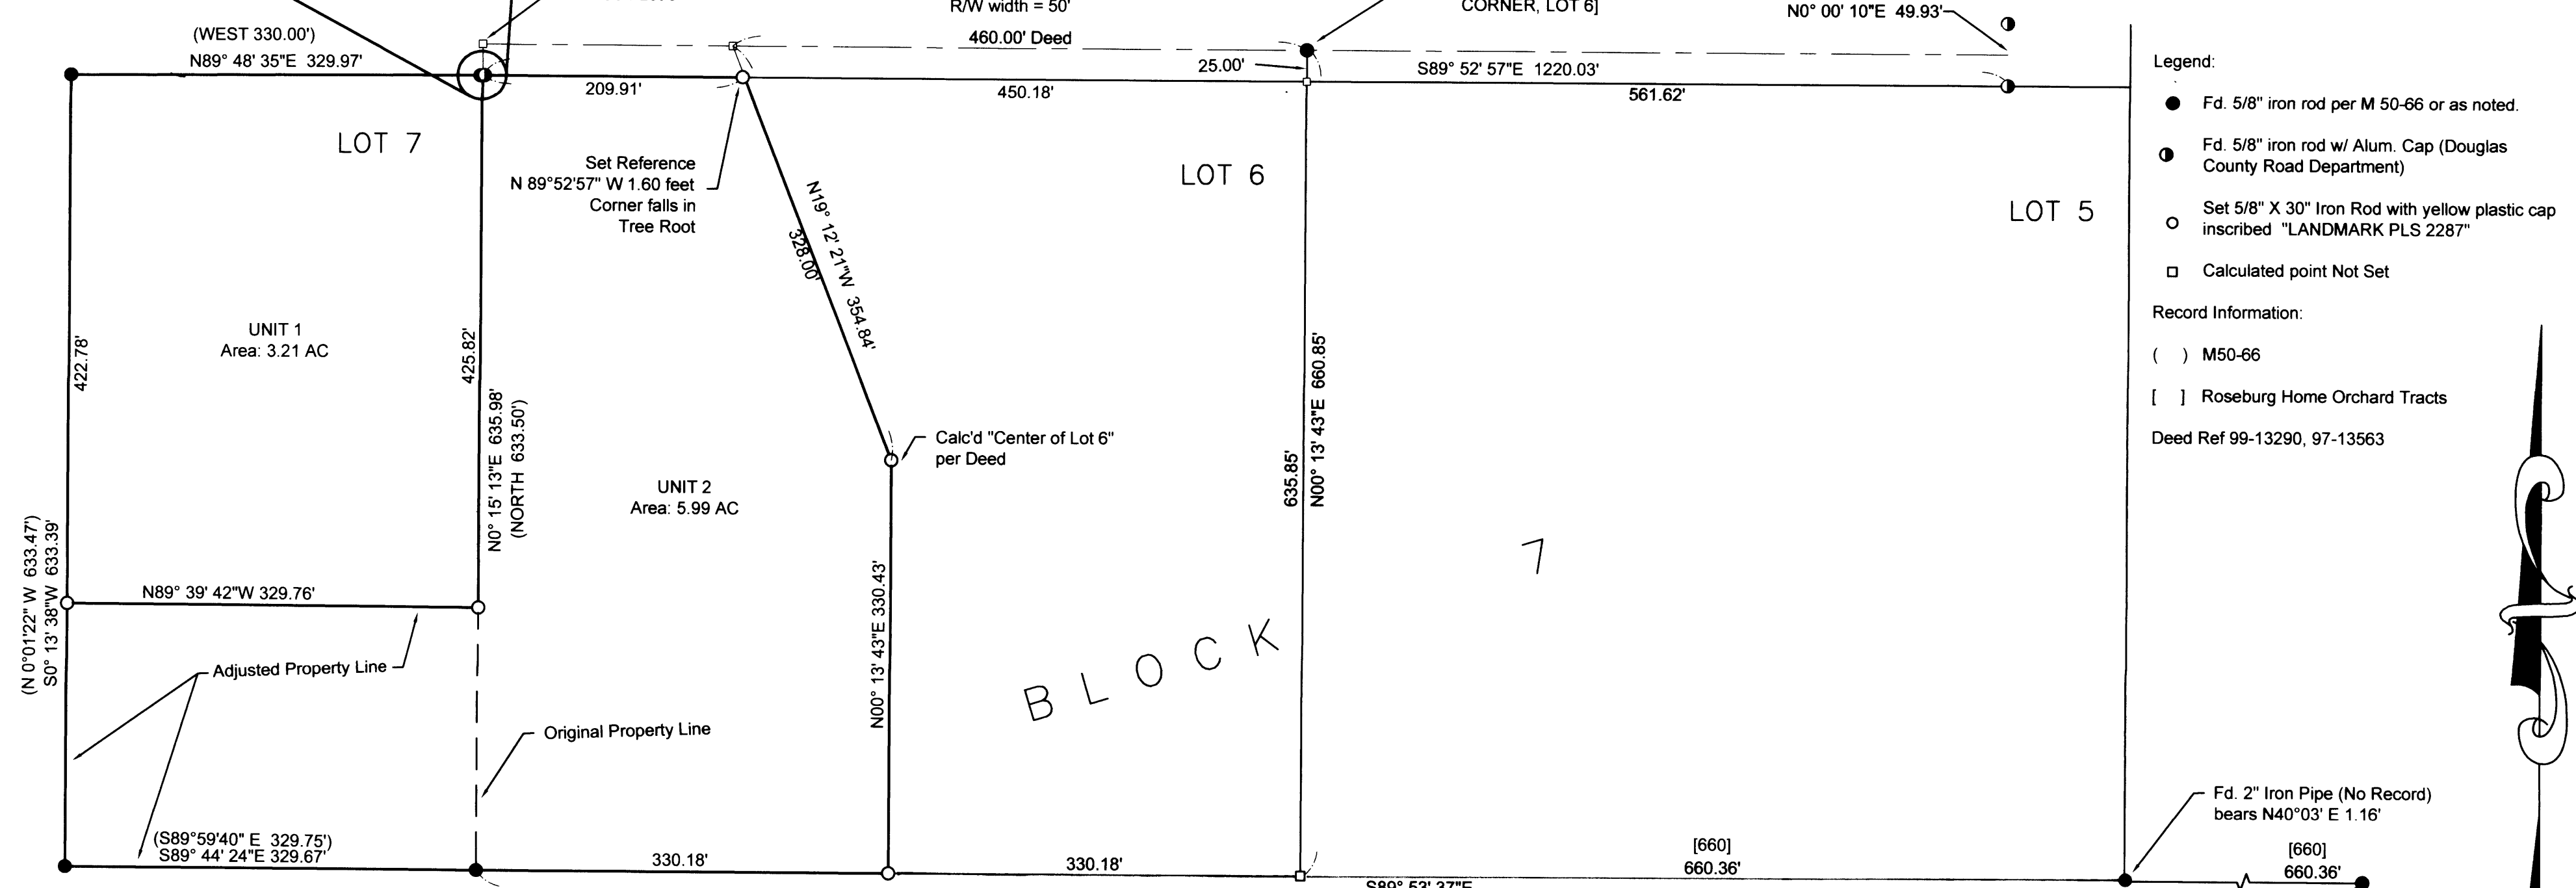 R/W width = 50'
CORNER, LOT 6]
N0° 00' 10"E 49.93'
(WEST 330.00')
N89° 48' 35"E 329.97'
460.00' Deed
25.00'
S89° 52' 57"E 1220.03'
209.91'
450.18'
561.62'
LOT 7
LOT 6
LOT 5
Set Reference
N 89°52'57" W 1.60 feet
Corner falls in
Tree Root
N19° 12' 21"W 354.84'
328.00'
UNIT 1
Area: 3.21 AC
422.78'
425.82'
N0° 15' 13"E 635.98'
(NORTH 633.50')
Calc'd "Center of Lot 6"
per Deed
UNIT 2
Area: 5.99 AC
635.85'
N00° 13' 43"E 660.85'
(N 0°01'22" W 633.47')
S0° 13' 38"W 633.39'
N89° 39' 42"W 329.76'
N00° 13' 43"E 330.43'
Adjusted Property Line
Original Property Line
BLOCK 7
(S89°59'40" E 329.75')
S89° 44' 24"E 329.67'
330.18'
330.18'
[660]
660.36'
S89° 53' 37"E
Fd. 2" Iron Pipe (No Record)
bears N40°03' E 1.16'
[660]
660.36'
Legend:
Fd. 5/8" iron rod per M 50-66 or as noted.
Fd. 5/8" iron rod w/ Alum. Cap (Douglas
County Road Department)
Set 5/8" X 30" Iron Rod with yellow plastic cap
inscribed "LANDMARK PLS 2287"
Calculated point Not Set
Record Information:
( ) M50-66
[ ] Roseburg Home Orchard Tracts
Deed Ref 99-13290, 97-13563